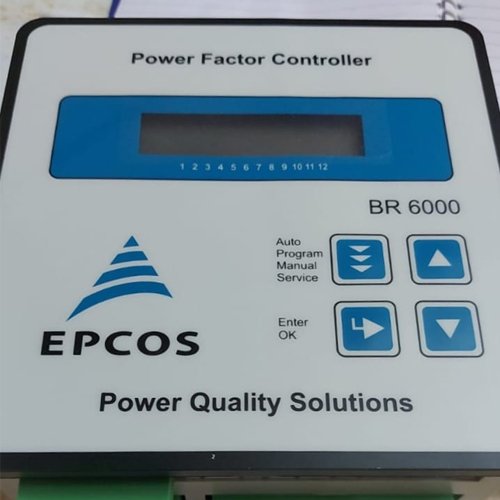 Power Factor Controller
1 2 3 4 5 6 7 8 9 10 11 12
BR 6000
Auto
Program
Manual
Service
Enter
OK
EPCOS
Power Quality Solutions